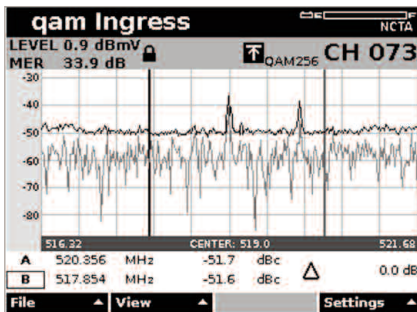 qam Ingress
NCTA
LEVEL 0.9 dBmV
MER 33.9 dB
QAM256
CH 073
-30
-40
-50
-60
-70
-80
516.32 CENTER: 519.0 521.68
A 520.356 MHz -51.7 dBc
B 517.854 MHz -51.6 dBc
Δ 0.0 dB
File View Settings